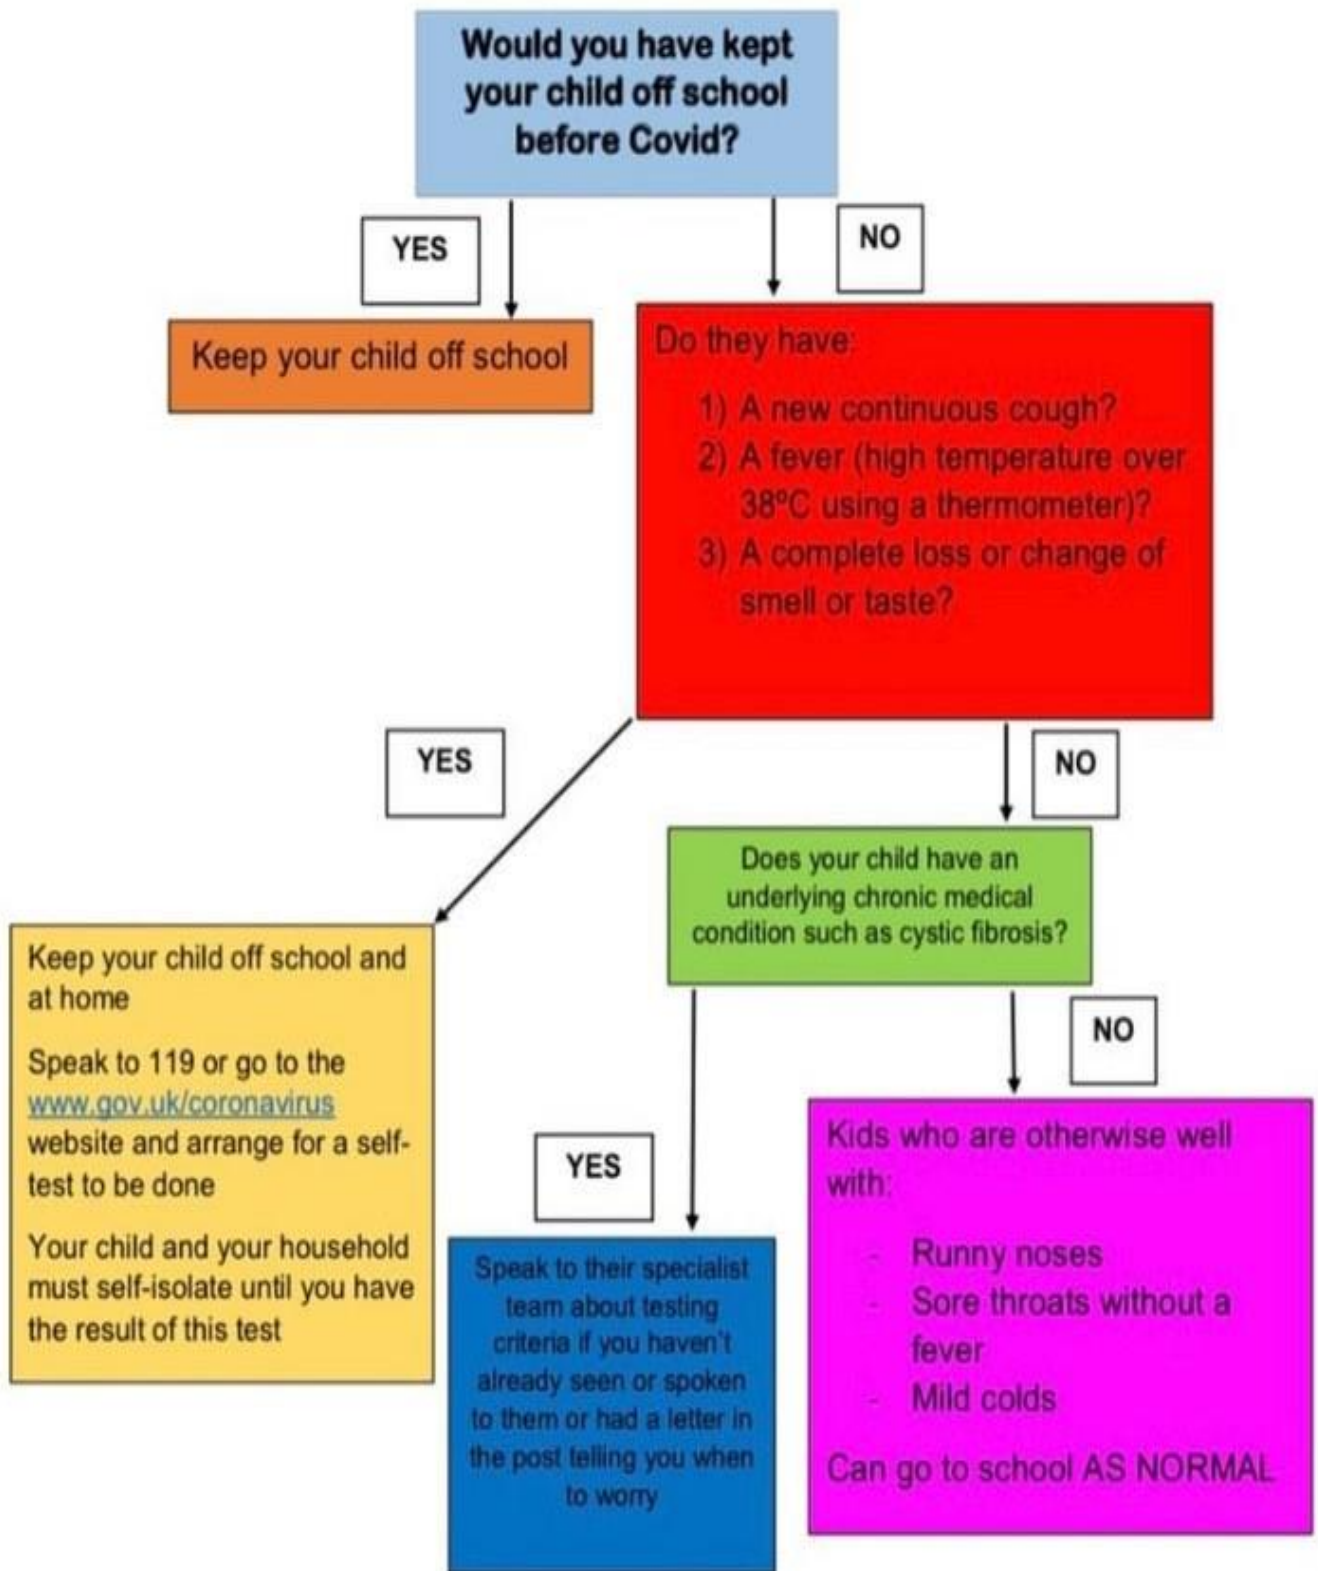 Would you have kept
your child off school
before Covid?
YES
NO
Keep your child off school
Do they have:
1) A new continuous cough?
2) A fever (high temperature over
38ºC using a thermometer)?
3) A complete loss or change of
smell or taste?
YES
NO
Does your child have an
underlying chronic medical
condition such as cystic fibrosis?
Keep your child off school and
at home
Speak to 119 or go to the
www.gov.uk/coronavirus
website and arrange for a self-
test to be done
Your child and your household
must self-isolate until you have
the result of this test
YES
NO
Speak to their specialist
team about testing
criteria if you haven't
already seen or spoken
to them or had a letter in
the post telling you when
to worry
Kids who are otherwise well
with:
- Runny noses
- Sore throats without a
fever
- Mild colds
Can go to school AS NORMAL